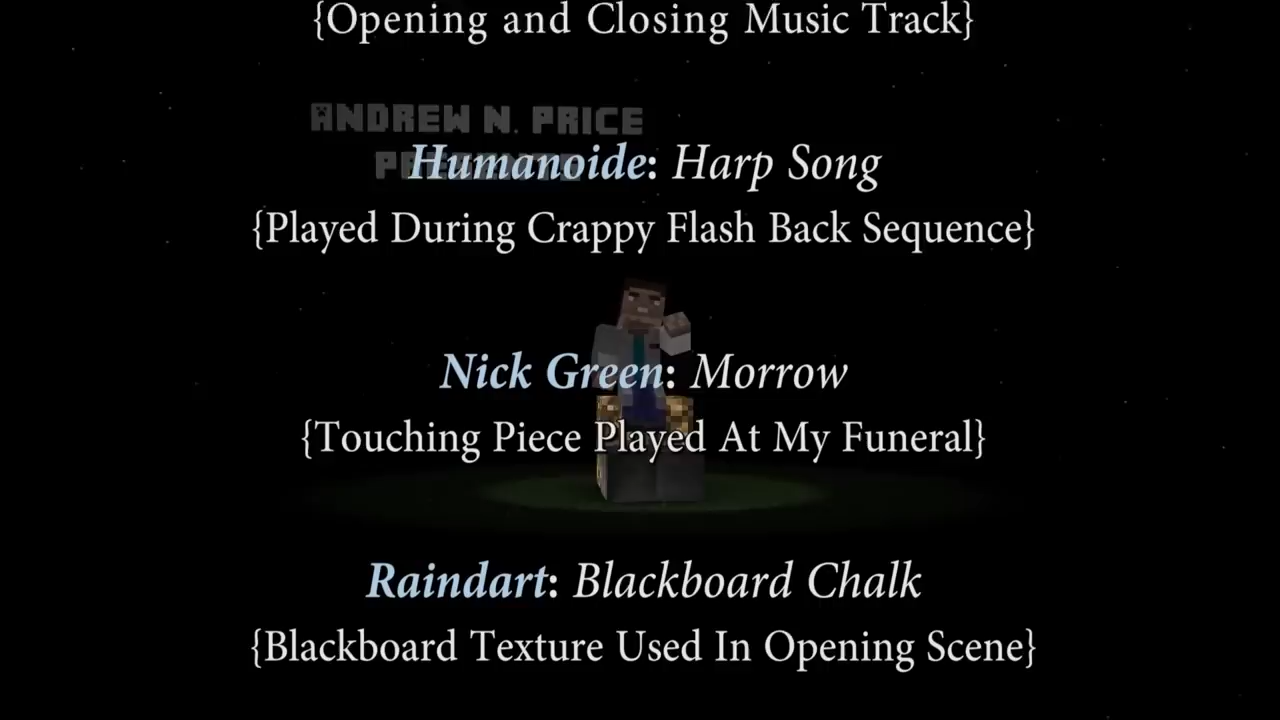 {Opening and Closing Music Track}
ANDREW N. PRICE
Humanoide: Harp Song
{Played During Crappy Flash Back Sequence}
Nick Green: Morrow
{Touching Piece Played At My Funeral}
Raindart: Blackboard Chalk
{Blackboard Texture Used In Opening Scene}